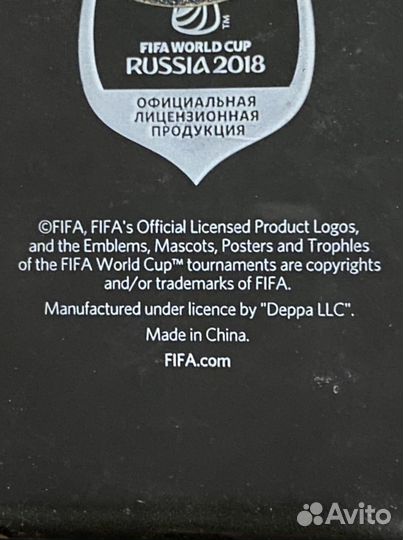 TM
FIFA WORLD CUP
RUSSIA 2018
ОФИЦИАЛЬНАЯ
ЛИЦЕНЗИОННАЯ
ПРОДУКЦИЯ
©FIFA, FIFA's Official Licensed Product Logos,
and the Emblems, Mascots, Posters and Trophles
of the FIFA World Cup™ tournaments are copyrights
and/or trademarks of FIFA.
Manufactured under licence by "Deppa LLC".
Made in China.
FIFA.com
Avito